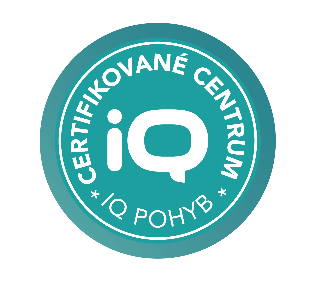 CERTIFIKOVANÉ CENTRUM
iQ
* IQ POHYB *